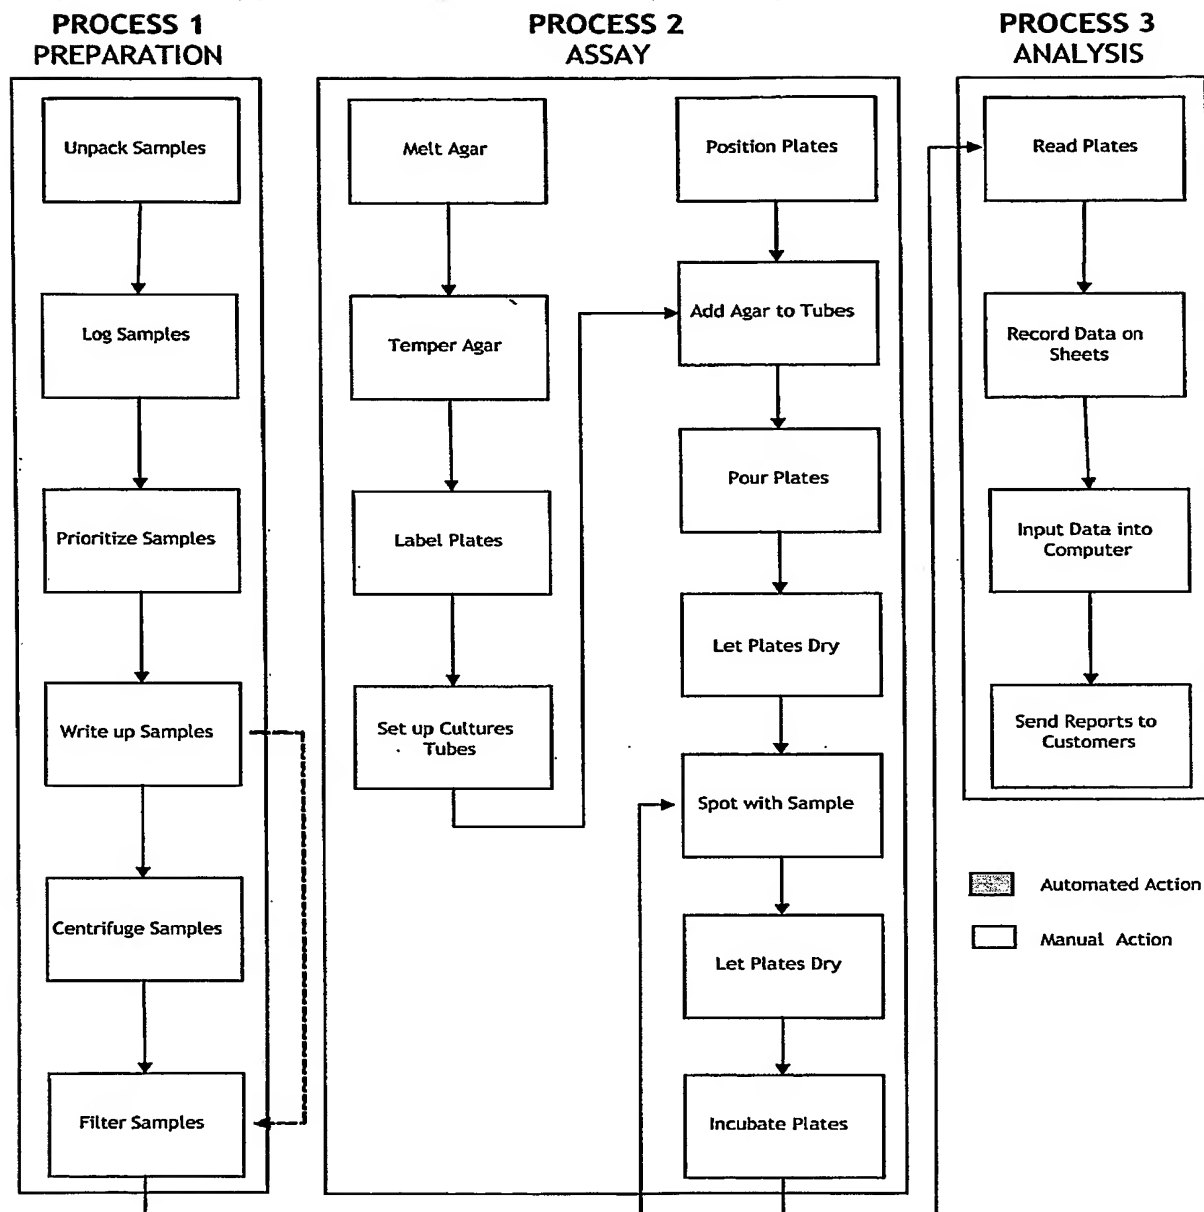 PROCESS 1
PREPARATION
Unpack Samples
Log Samples
Prioritize Samples
Write up Samples
Centrifuge Samples
Filter Samples
PROCESS 2
ASSAY
Melt Agar
Temper Agar
Label Plates
Set up Cultures
Tubes
Position Plates
Add Agar to Tubes
Pour Plates
Let Plates Dry
Spot with Sample
Let Plates Dry
Incubate Plates
PROCESS 3
ANALYSIS
Read Plates
Record Data on
Sheets
Input Data into
Computer
Send Reports to
Customers
Automated Action
Manual Action